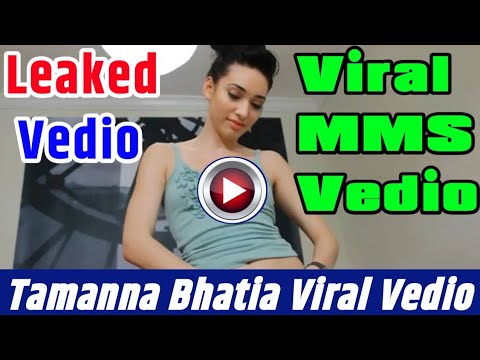 Leaked
Vedio
Viral
MMS
Vedio
Tamanna Bhatia Viral Vedio